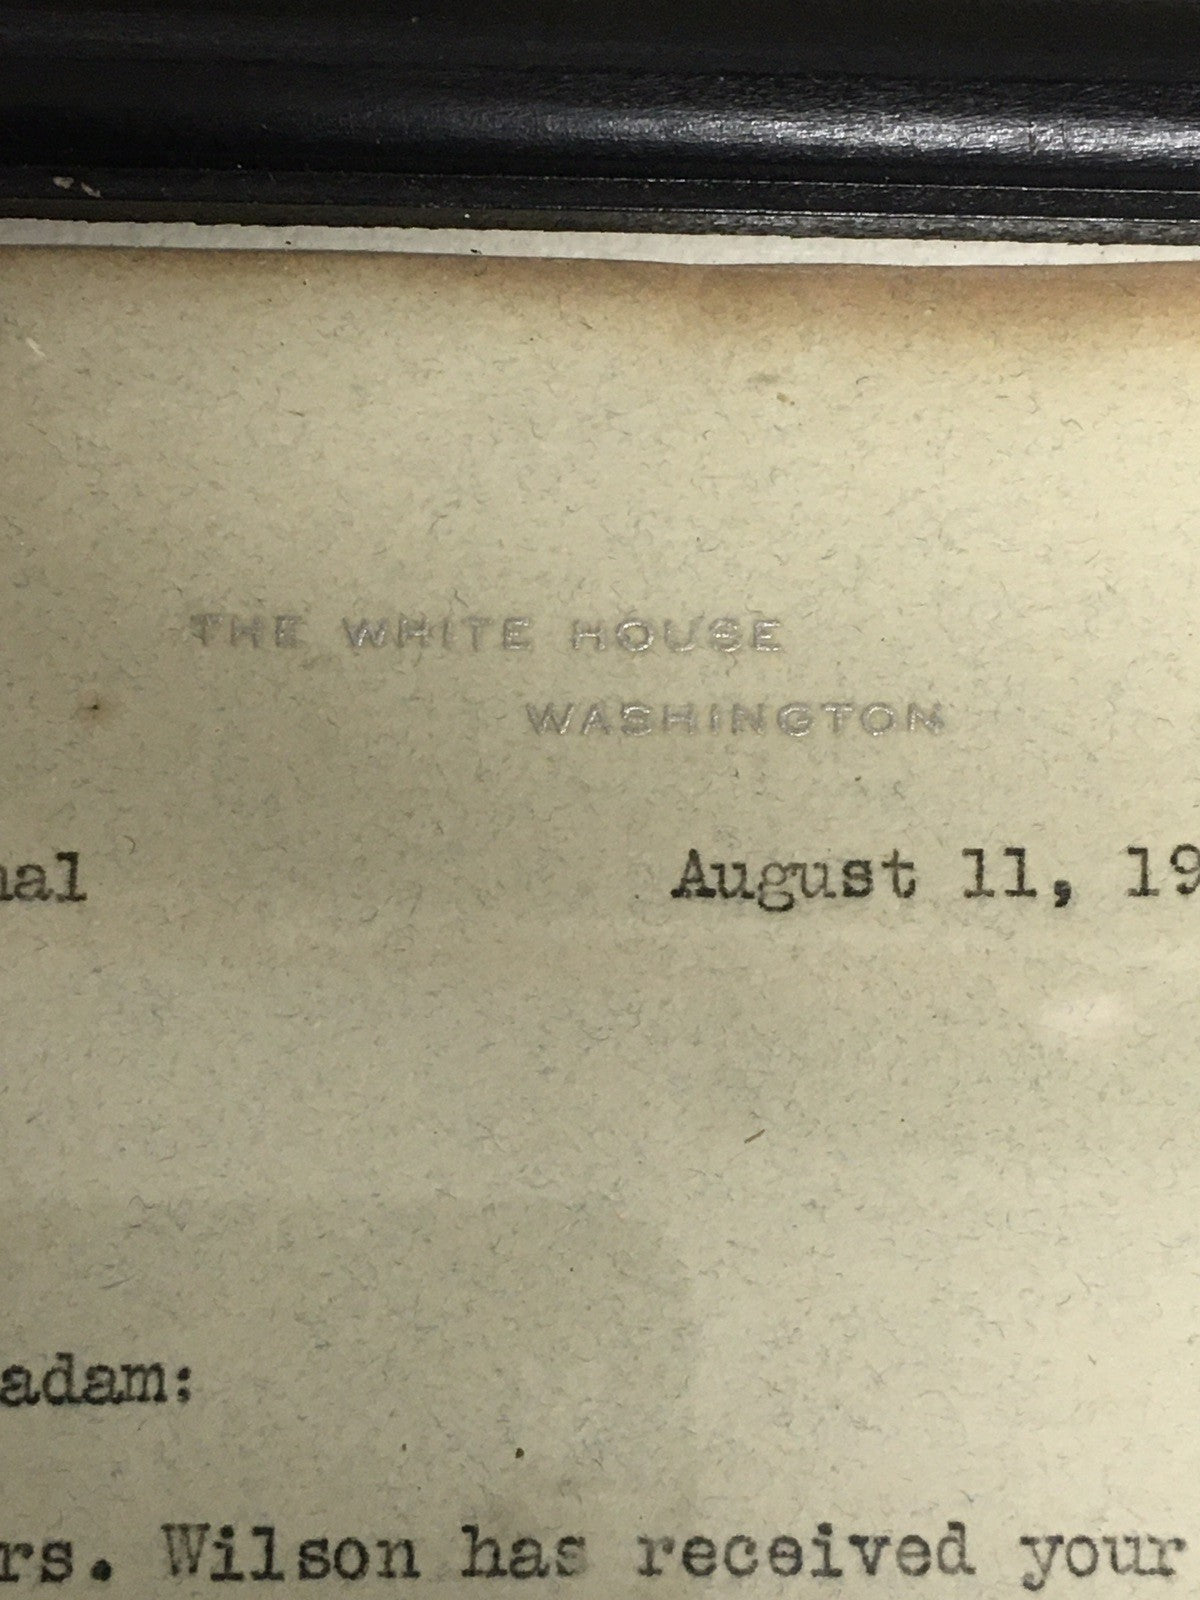 THE WHITE HOUSE
WASHINGTON
nal August 11, 19
adam:
rs. Wilson has received your